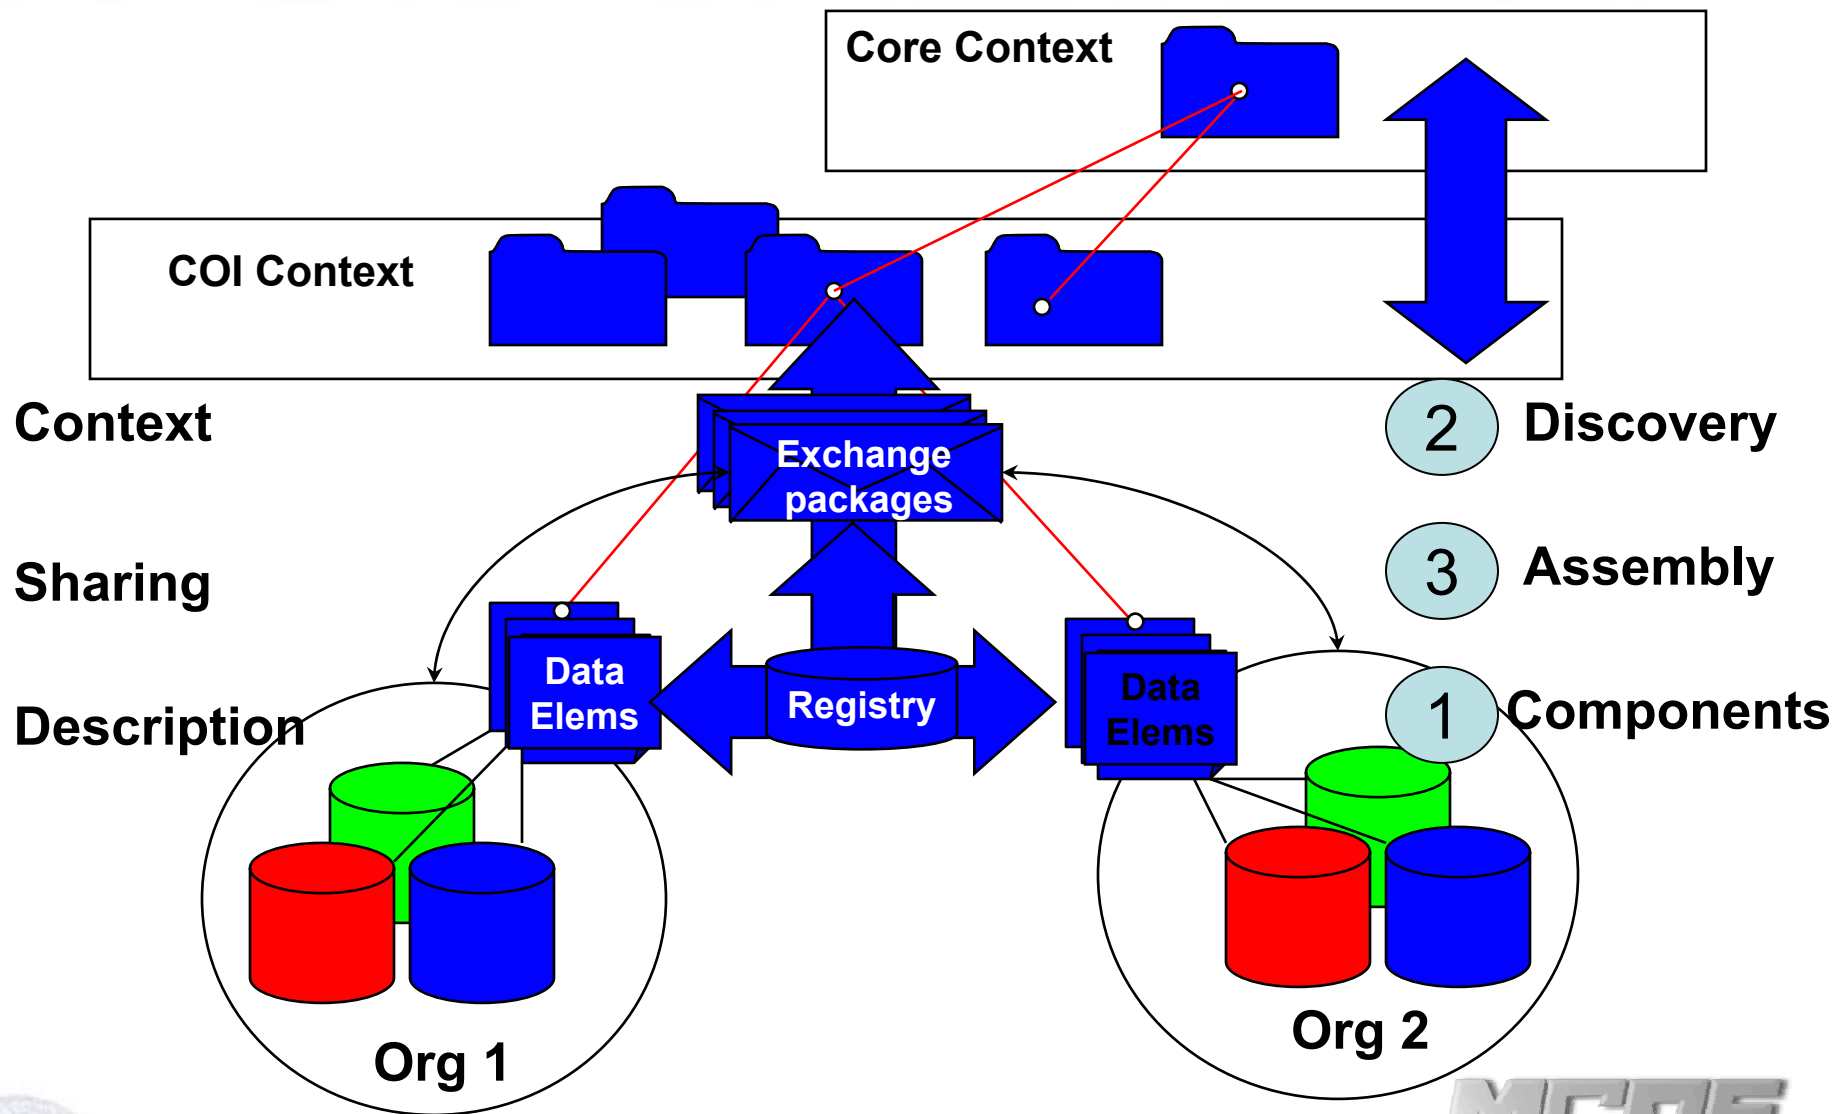 Core Context
COI Context
Context
2
Discovery
Exchange
packages
Sharing
3
Assembly
Data
Elems
Registry
Data
Elems
Description
1
Components
Org 1
Org 2